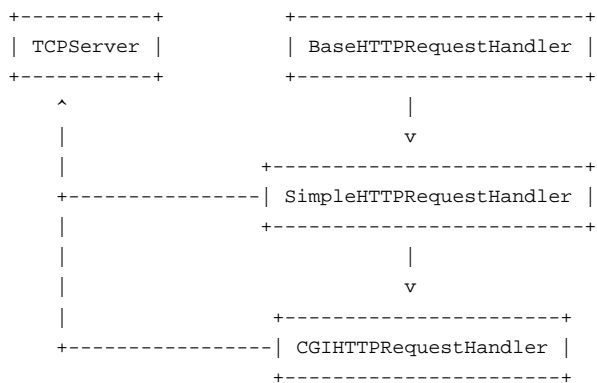 TCPServer
BaseHTTPRequestHandler
SimpleHTTPRequestHandler
CGIHTTPRequestHandler